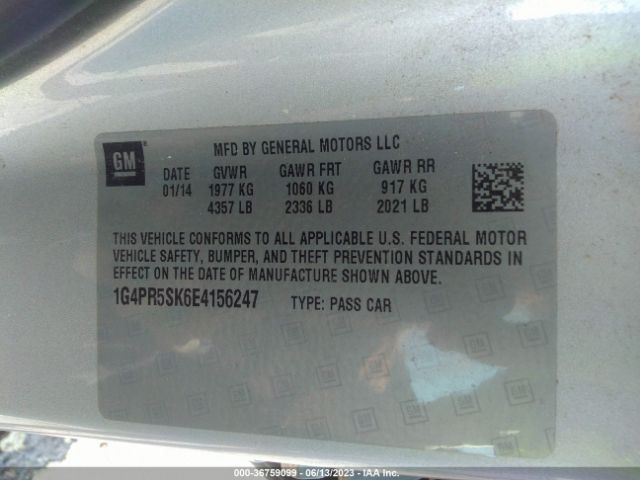 GM
MFD BY GENERAL MOTORS LLC
DATE GVWR GAWR FRT GAWR RR
01/14 1977 KG 1060 KG 917 KG
4357 LB 2336 LB 2021 LB
THIS VEHICLE CONFORMS TO ALL APPLICABLE U.S. FEDERAL MOTOR
VEHICLE SAFETY, BUMPER, AND THEFT PREVENTION STANDARDS IN
EFFECT ON THE DATE OF MANUFACTURE SHOWN ABOVE.
1G4PR5SK6E4156247 TYPE: PASS CAR
000-36759099 - 06/13/2023 - IAA Inc.